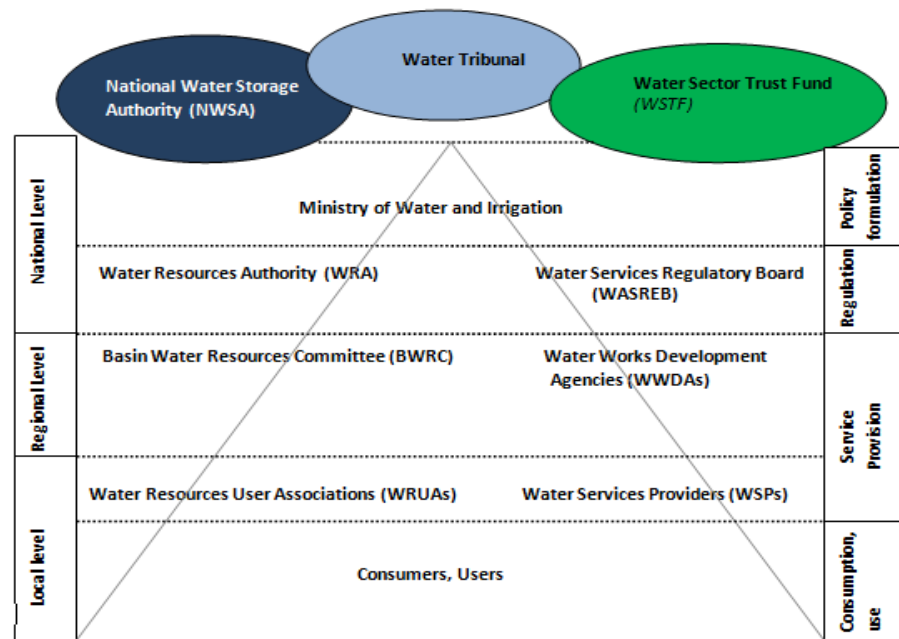 Water Tribunal
National Water Storage
Authority (NWSA)
Water Sector Trust Fund
(WSTF)
National Level
Ministry of Water and Irrigation
Policy
formulation
Water Resources Authority (WRA)
Water Services Regulatory Board
(WASREB)
Regulation
Regional Level
Basin Water Resources Committee (BWRC)
Water Works Development
Agencies (WWDAs)
Service
Provision
Local level
Water Resources User Associations (WRUAs)
Water Services Providers (WSPs)
Consumers, Users
Consumption,
use